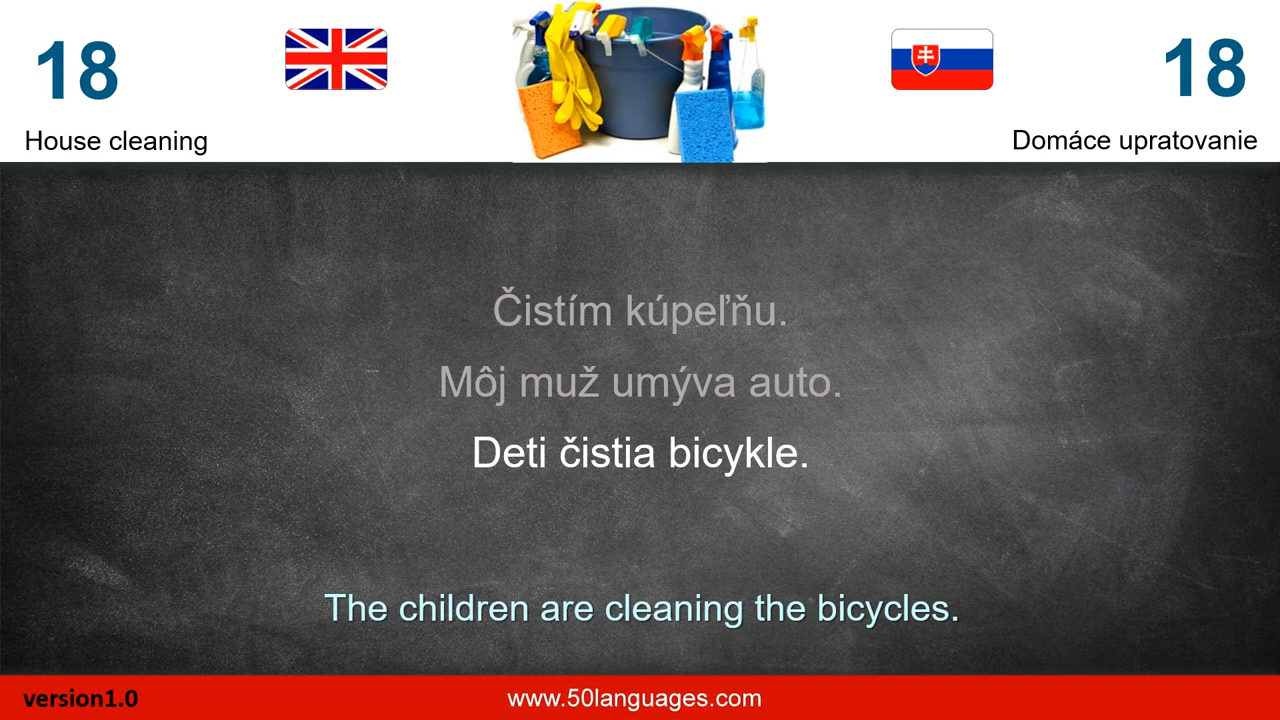 18
18
House cleaning
Domáce upratovanie
Čistím kúpeľňu.
Môj muž umýva auto.
Deti čistia bicykle.
The children are cleaning the bicycles.
version1.0
www.50languages.com